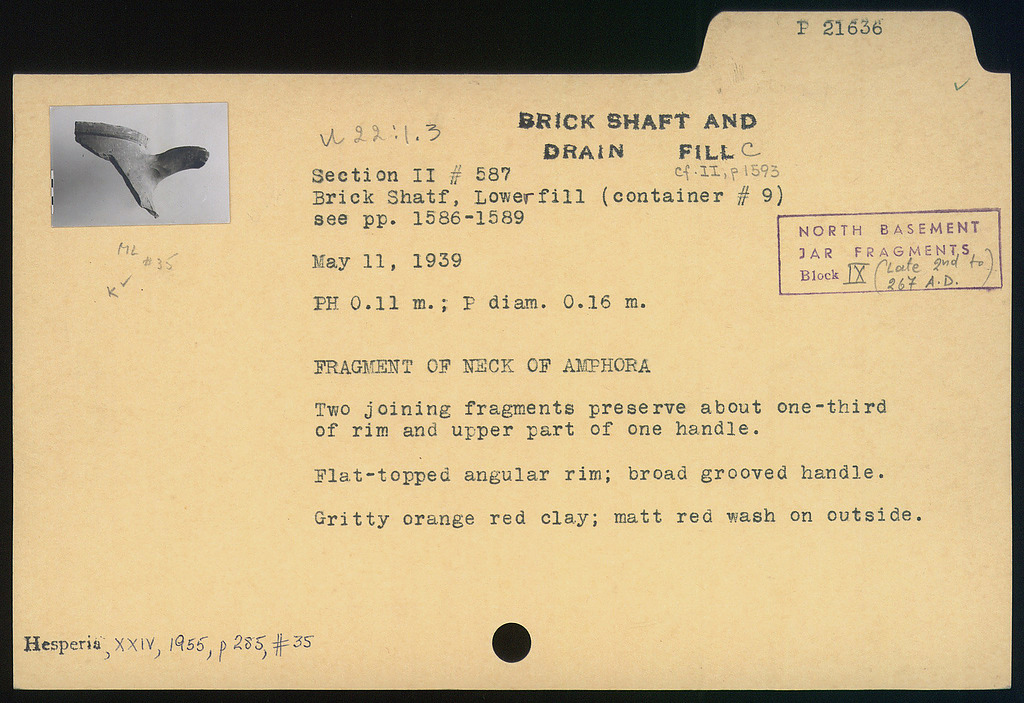 P 21636
U 22:1.3
BRICK SHAFT AND
DRAIN FILL C
cf. II, p 1593
Section II # 587
Brick Shatf, Lowerfill (container # 9)
see pp. 1586-1589
NORTH BASEMENT
JAR FRAGMENTS
Block IX (Late 2nd to
267 A.D.)
ML
#35
K
May 11, 1939
PH 0.11 m.; P diam. 0.16 m.
FRAGMENT OF NECK OF AMPHORA
Two joining fragments preserve about one-third
of rim and upper part of one handle.
Flat-topped angular rim; broad grooved handle.
Gritty orange red clay; matt red wash on outside.
Hesperia, XXIV, 1955, p 285, #35